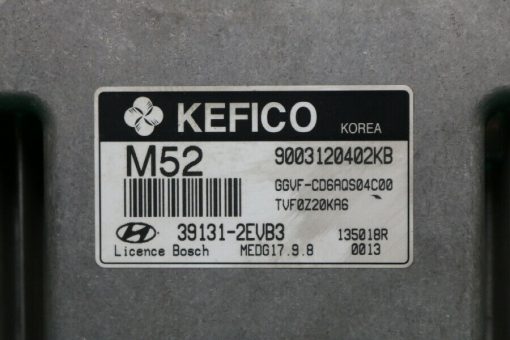 KEFICO KOREA
M52 9003120402KB
GGVF-CD6AQS04C00
TVF0Z20KA6
39131-2EVB3 135018R
Licence Bosch MEDG17.9.8 0013